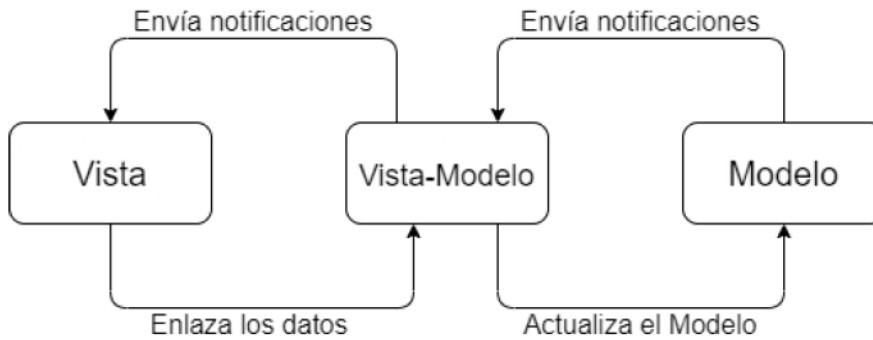 Envía notificaciones
Envía notificaciones
Vista
Vista-Modelo
Modelo
Enlaza los datos
Actualiza el Modelo